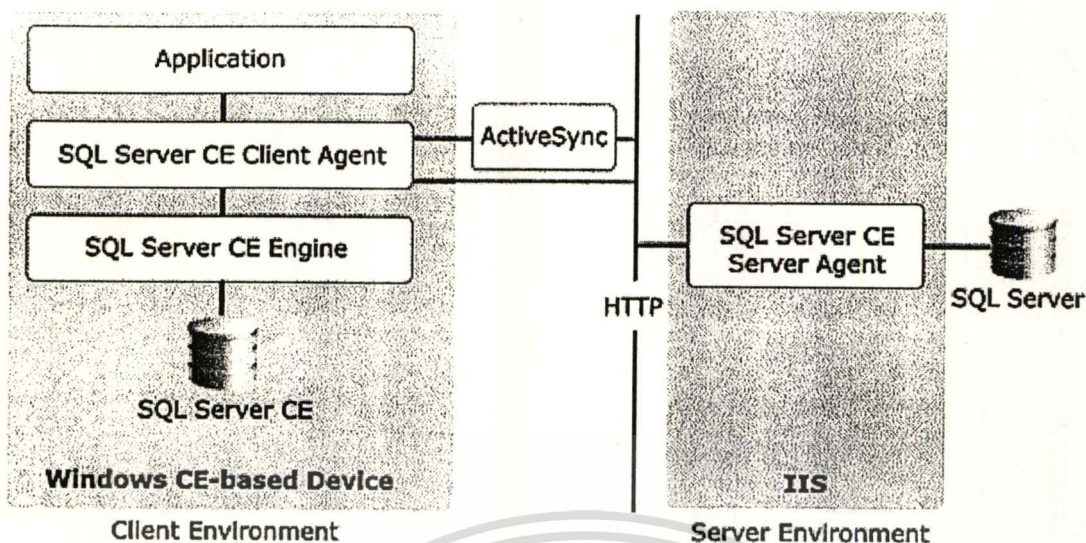 Application
SQL Server CE Client Agent
ActiveSync
SQL Server CE Engine
SQL Server CE
Windows CE-based Device
Client Environment
HTTP
SQL Server CE
Server Agent
SQL Server
IIS
Server Environment